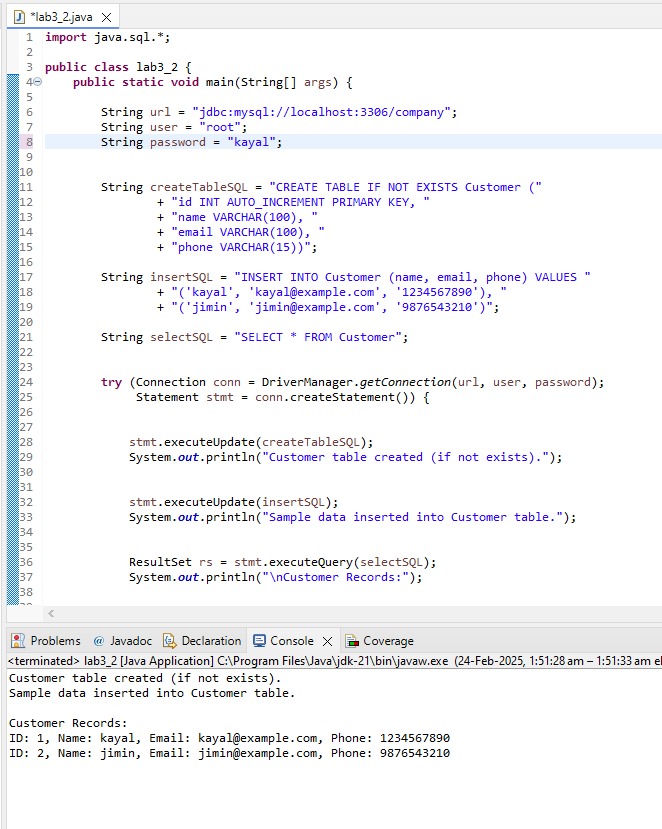 *lab3_2.java
1 import java.sql.*;
2
3 public class lab3_2 {
4     public static void main(String[] args) {
5
6         String url = "jdbc:mysql://localhost:3306/company";
7         String user = "root";
8         String password = "kayal";
9
10
11         String createTableSQL = "CREATE TABLE IF NOT EXISTS Customer ("
12                 + "id INT AUTO_INCREMENT PRIMARY KEY, "
13                 + "name VARCHAR(100), "
14                 + "email VARCHAR(100), "
15                 + "phone VARCHAR(15))";
16
17         String insertSQL = "INSERT INTO Customer (name, email, phone) VALUES "
18                 + "('kayal', 'kayal@example.com', '1234567890'), "
19                 + "('jimin', 'jimin@example.com', '9876543210')";
20
21         String selectSQL = "SELECT * FROM Customer";
22
23
24         try (Connection conn = DriverManager.getConnection(url, user, password);
25              Statement stmt = conn.createStatement()) {
26
27
28             stmt.executeUpdate(createTableSQL);
29             System.out.println("Customer table created (if not exists).");
30
31
32             stmt.executeUpdate(insertSQL);
33             System.out.println("Sample data inserted into Customer table.");
34
35
36             ResultSet rs = stmt.executeQuery(selectSQL);
37             System.out.println("\nCustomer Records:");
38
Problems @ Javadoc Declaration Console Coverage
<terminated> lab3_2 [Java Application] C:\Program Files\Java\jdk-21\bin\javaw.exe (24-Feb-2025, 1:51:28 am – 1:51:33 am el
Customer table created (if not exists).
Sample data inserted into Customer table.

Customer Records:
ID: 1, Name: kayal, Email: kayal@example.com, Phone: 1234567890
ID: 2, Name: jimin, Email: jimin@example.com, Phone: 9876543210